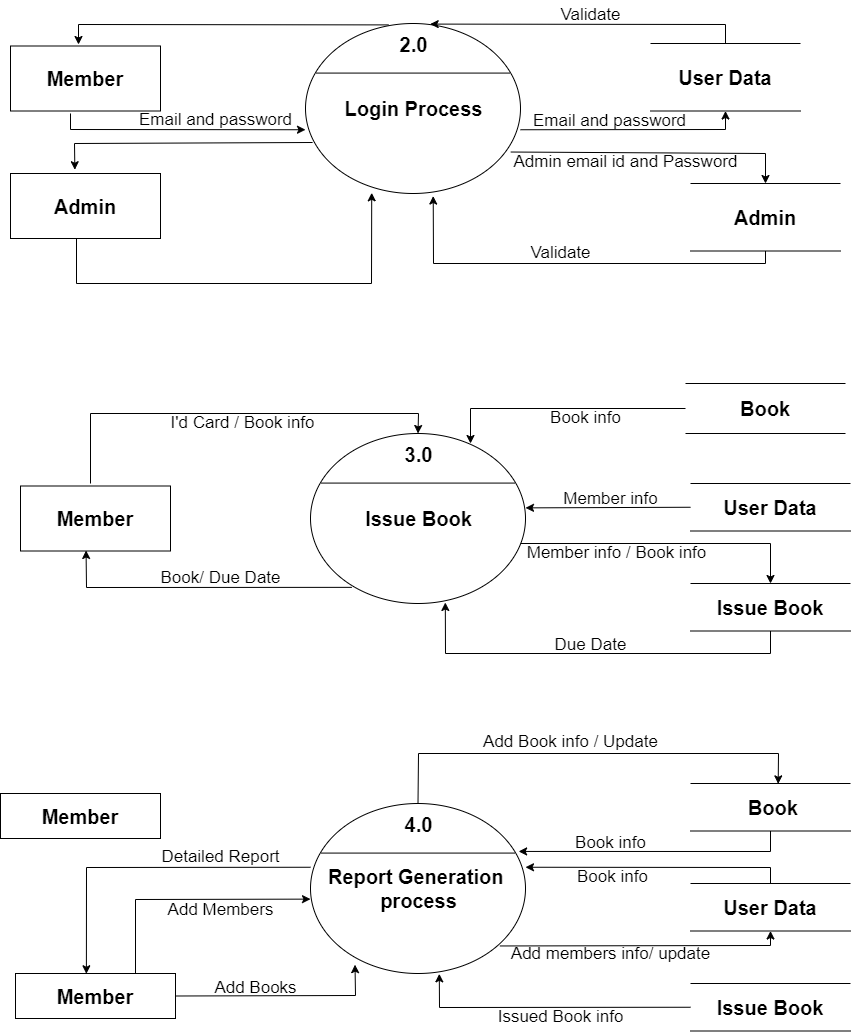 Validate
2.0
Member
User Data
Login Process
Email and password
Email and password
Admin email id and Password
Admin
Admin
Validate
Book
I'd Card / Book info
Book info
3.0
Member info
User Data
Member
Issue Book
Member info / Book info
Book/ Due Date
Issue Book
Due Date
Add Book info / Update
Book
Member
4.0
Book info
Detailed Report
Report Generation
process
Book info
Add Members
User Data
Add members info/ update
Add Books
Member
Issued Book info
Issue Book